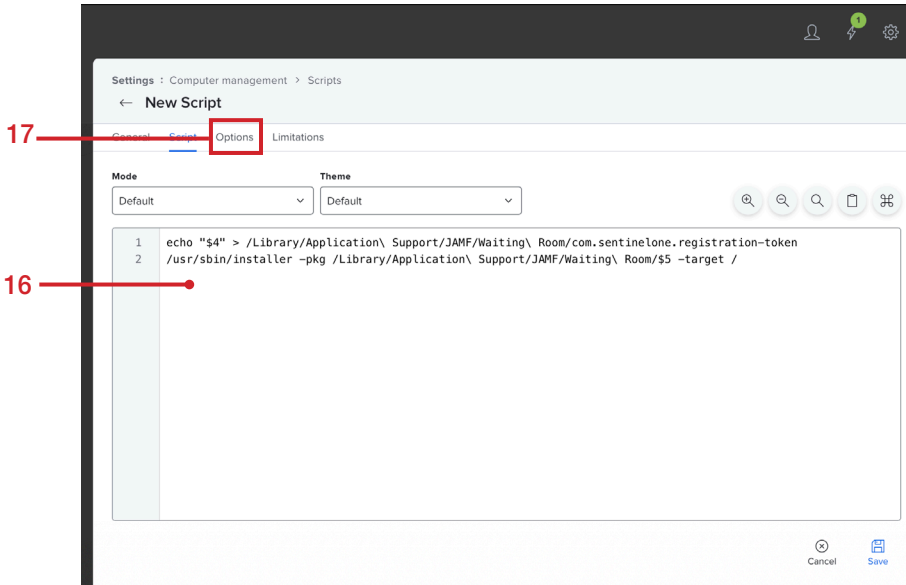 1
Settings : Computer management > Scripts
← New Script
17
General Script Options Limitations
Mode Theme
Default Default
1 echo "$4" > /Library/Application\ Support/JAMF/Waiting\ Room/com.sentinelone.registration-token
2 /usr/sbin/installer -pkg /Library/Application\ Support/JAMF/Waiting\ Room/$5 -target /
16
Cancel Save